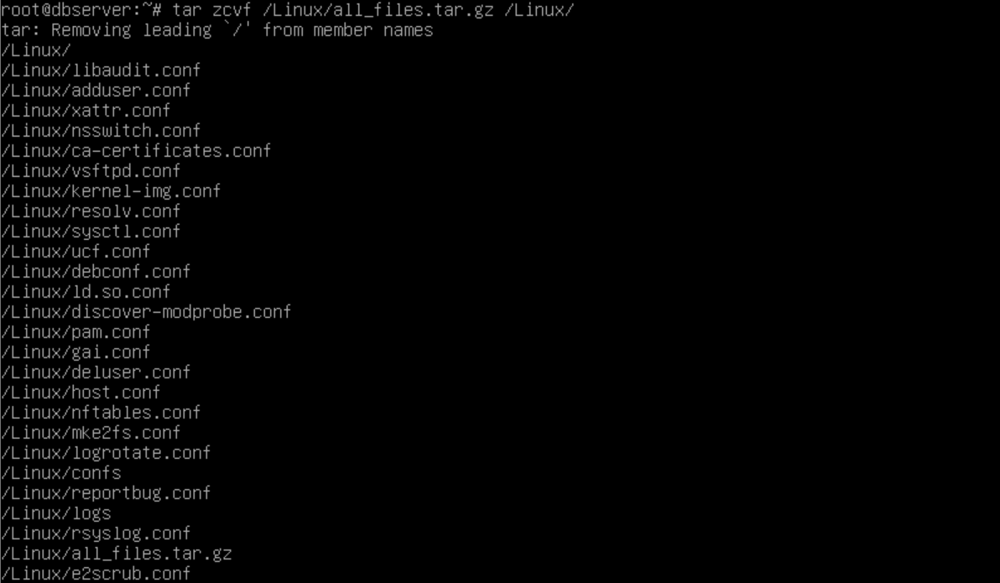 root@dbserver:~# tar zcvf /Linux/all_files.tar.gz /Linux/
tar: Removing leading `/' from member names
/Linux/
/Linux/libaudit.conf
/Linux/adduser.conf
/Linux/xattr.conf
/Linux/nsswitch.conf
/Linux/ca-certificates.conf
/Linux/vsftpd.conf
/Linux/kernel-img.conf
/Linux/resolv.conf
/Linux/sysctl.conf
/Linux/ucf.conf
/Linux/debconf.conf
/Linux/ld.so.conf
/Linux/discover-modprobe.conf
/Linux/pam.conf
/Linux/gai.conf
/Linux/deluser.conf
/Linux/host.conf
/Linux/nftables.conf
/Linux/mke2fs.conf
/Linux/logrotate.conf
/Linux/confs
/Linux/reportbug.conf
/Linux/logs
/Linux/rsyslog.conf
/Linux/all_files.tar.gz
/Linux/e2scrub.conf